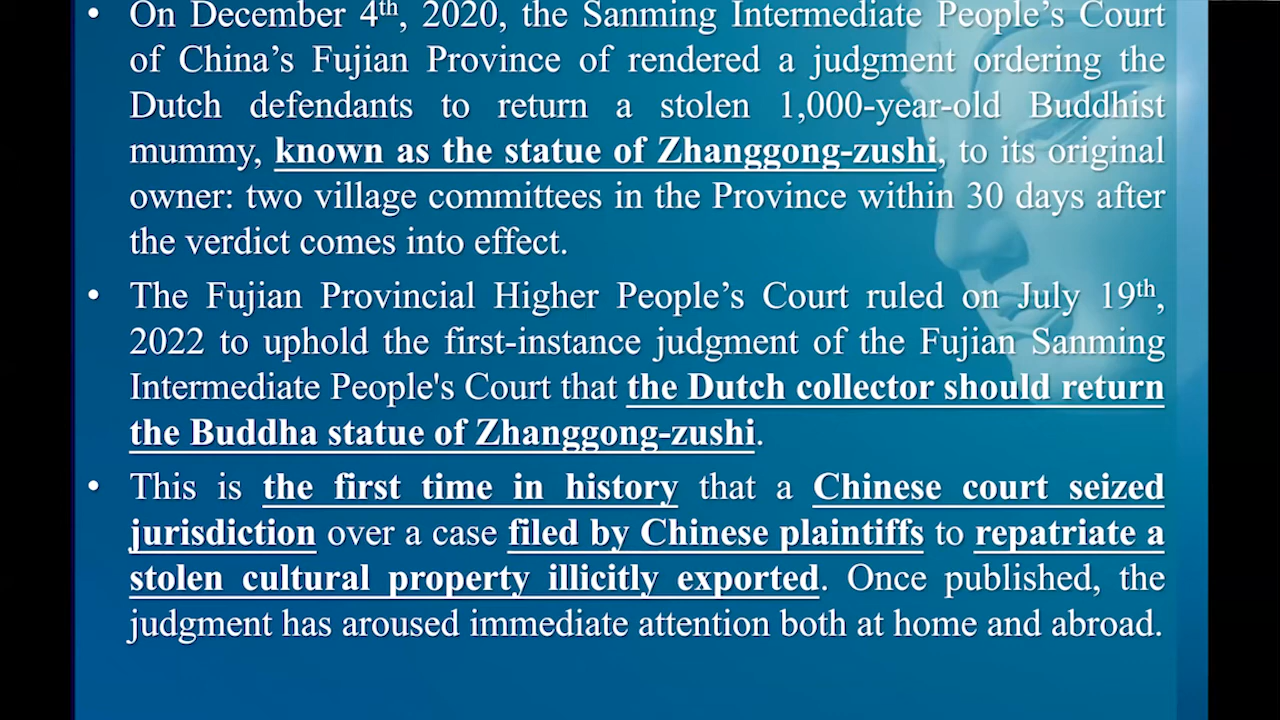 • On December 4th, 2020, the Sanming Intermediate People’s Court
of China’s Fujian Province of rendered a judgment ordering the
Dutch defendants to return a stolen 1,000-year-old Buddhist
mummy, known as the statue of Zhanggong-zushi, to its original
owner: two village committees in the Province within 30 days after
the verdict comes into effect.
• The Fujian Provincial Higher People’s Court ruled on July 19th,
2022 to uphold the first-instance judgment of the Fujian Sanming
Intermediate People's Court that the Dutch collector should return
the Buddha statue of Zhanggong-zushi.
• This is the first time in history that a Chinese court seized
jurisdiction over a case filed by Chinese plaintiffs to repatriate a
stolen cultural property illicitly exported. Once published, the
judgment has aroused immediate attention both at home and abroad.